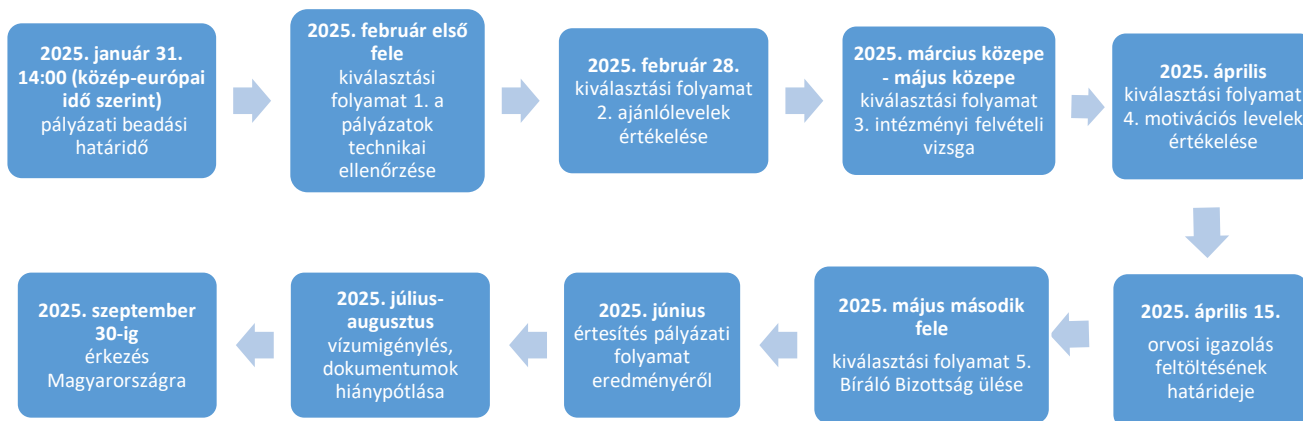 2025. január 31.
14:00 (közép-európai
idő szerint)
pályázati beadási
határidő
2025. február első
fele
kiválasztási
folyamat 1. a
pályázatok
technikai
ellenőrzése
2025. február 28.
kiválasztási folyamat
2. ajánlólevelek
értékelése
2025. március közepe
- május közepe
kiválasztási folyamat
3. intézményi felvételi
vizsga
2025. április
kiválasztási folyamat
4. motivációs levelek
értékelése
2025. április 15.
orvosi igazolás
feltöltésének
határideje
2025. május második
fele
kiválasztási folyamat 5.
Bíráló Bizottság ülése
2025. június
értesítés pályázati
folyamat
eredményéről
2025. július-
augusztus
vízumigénylés,
dokumentumok
hiánypótlása
2025. szeptember
30-ig
érkezés
Magyarországra